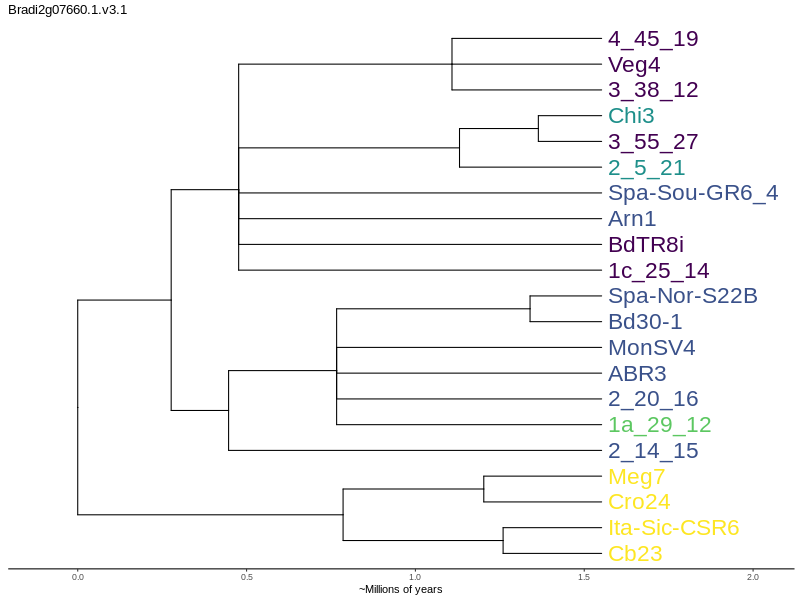 Bradi2g07660.1.v3.1
4_45_19
Veg4
3_38_12
Chi3
3_55_27
2_5_21
Spa-Sou-GR6_4
Arn1
BdTR8i
1c_25_14
Spa-Nor-S22B
Bd30-1
MonSV4
ABR3
2_20_16
1a_29_12
2_14_15
Meg7
Cro24
Ita-Sic-CSR6
Cb23
0.0 0.5 1.0 1.5 2.0
~Millions of years